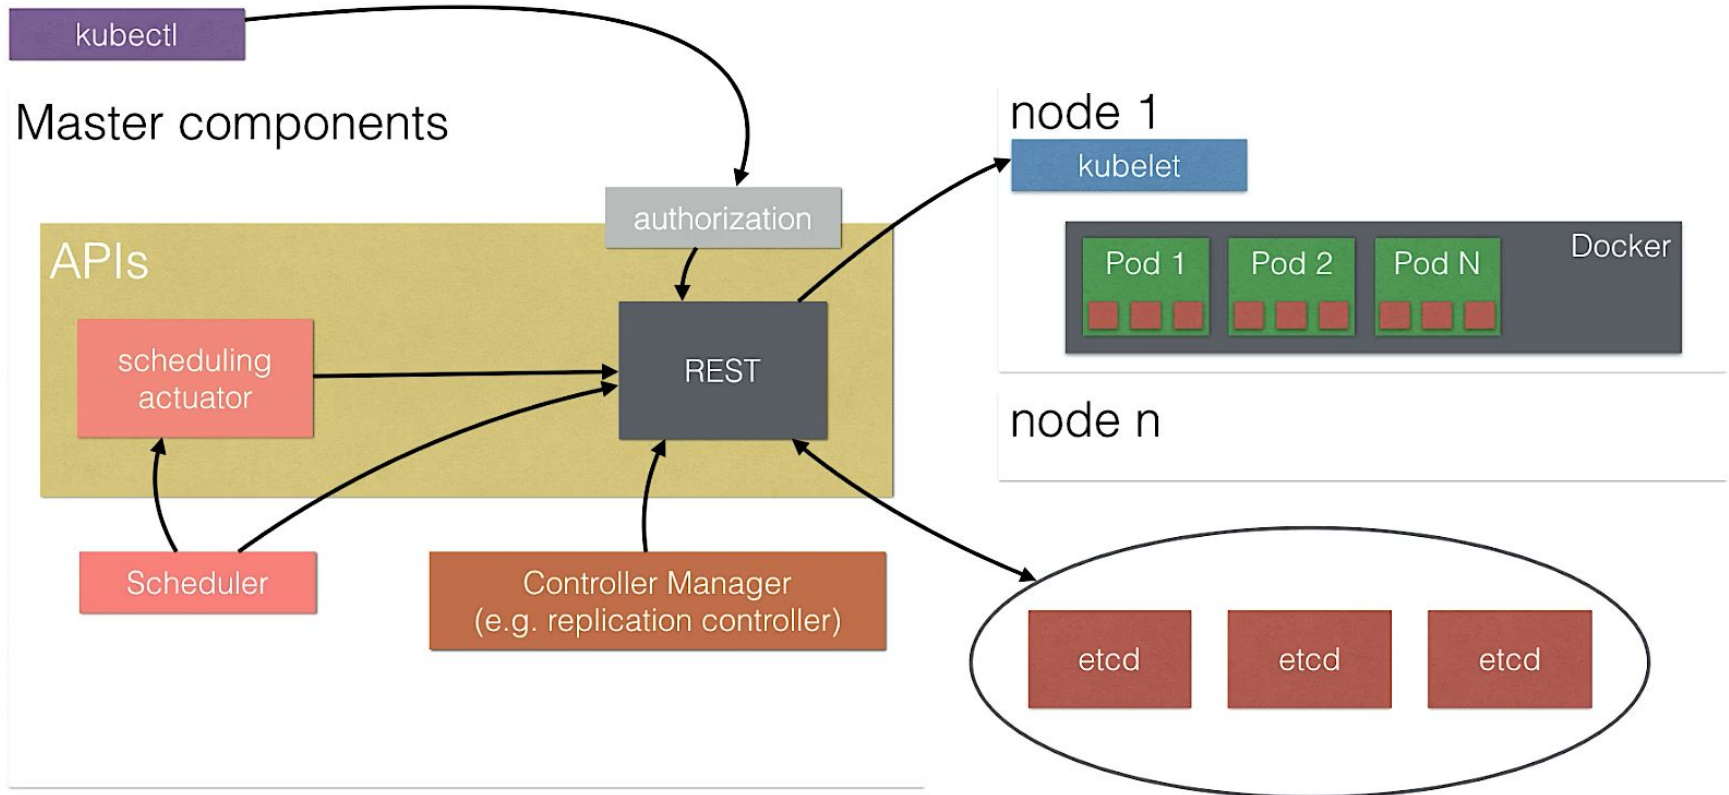 kubectl
Master components
authorization
APIs
scheduling
actuator
REST
Scheduler
Controller Manager
(e.g. replication controller)
node 1
kubelet
Docker
Pod 1
Pod 2
Pod N
node n
etcd
etcd
etcd